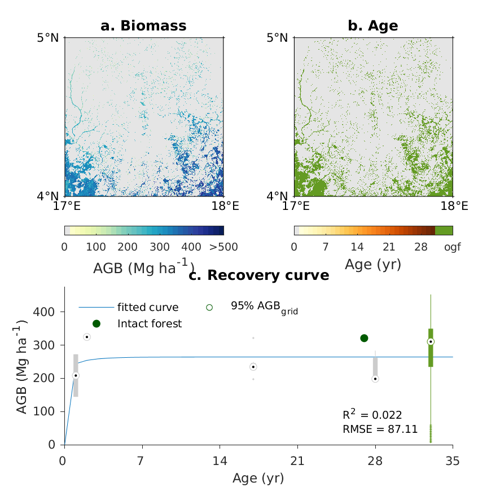 a. Biomass
b. Age
5°N
5°N
4°N
4°N
17°E 18°E
17°E 18°E
0 100 200 300 400 >500
0 7 14 21 28 ogf
AGB (Mg ha⁻¹)
Age (yr)
c. Recovery curve
fitted curve
95% AGB_grid
Intact forest
400
300
200
100
0
AGB (Mg ha⁻¹)
R² = 0.022
RMSE = 87.11
0 7 14 21 28 35
Age (yr)